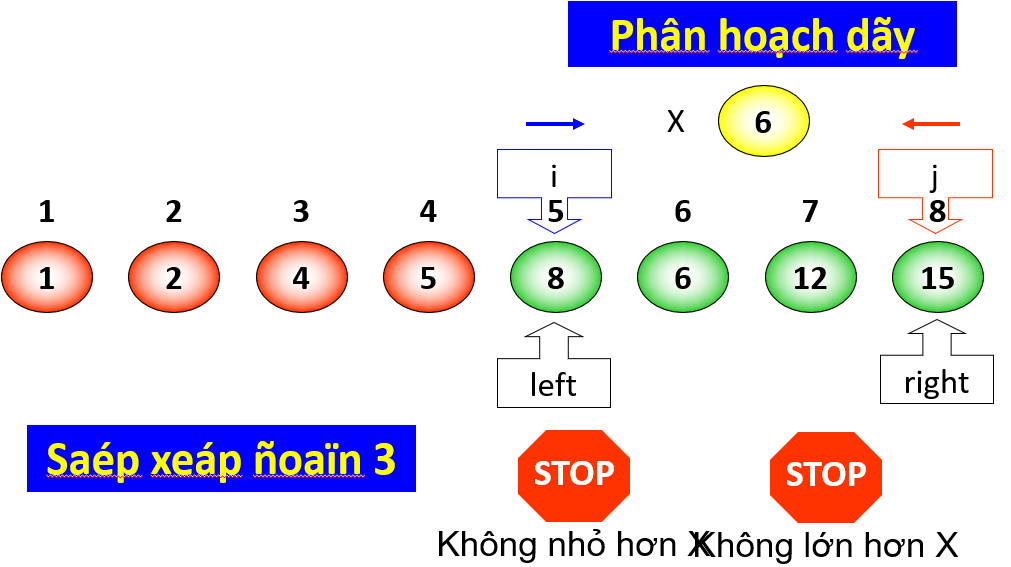 Phân hoạch dãy
X 6
i j
1 2 3 4 5 6 7 8
1 2 4 5 8 6 12 15
left right
Saép xeáp ñoaïn 3
STOP STOP
Không nhỏ hơn X Không lớn hơn X